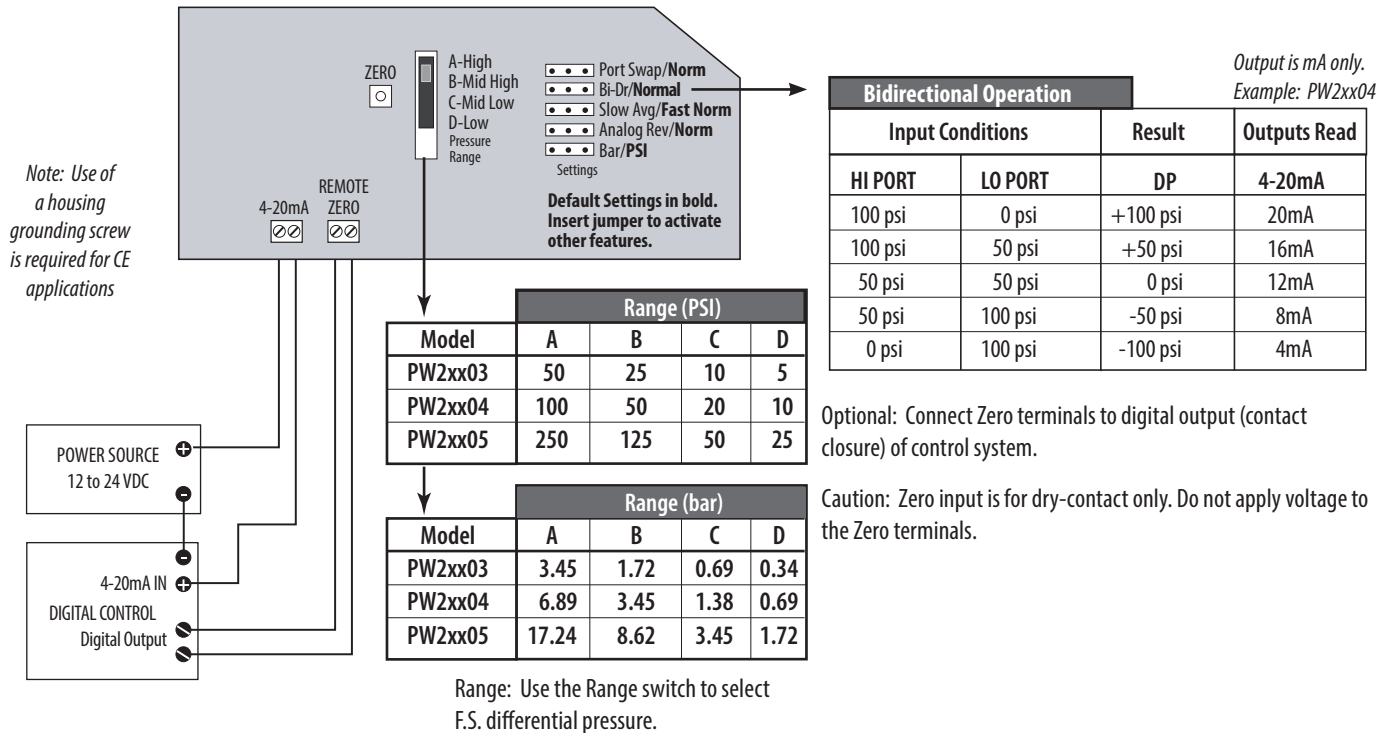 ZERO
A-High
B-Mid High
C-Mid Low
D-Low
Pressure
Range
Port Swap/Norm
Bi-Dr/Normal
Slow Avg/Fast Norm
Analog Rev/Norm
Bar/PSI
Settings
Default Settings in bold.
Insert jumper to activate
other features.
4-20mA
REMOTE
ZERO
Note: Use of
a housing
grounding screw
is required for CE
applications
Output is mA only.
Example: PW2xx04
Bidirectional Operation
Input Conditions Result Outputs Read
HI PORT LO PORT DP 4-20mA
100 psi 0 psi +100 psi 20mA
100 psi 50 psi +50 psi 16mA
50 psi 50 psi 0 psi 12mA
50 psi 100 psi -50 psi 8mA
0 psi 100 psi -100 psi 4mA
Range (PSI)
Model A B C D
PW2xx03 50 25 10 5
PW2xx04 100 50 20 10
PW2xx05 250 125 50 25
Optional: Connect Zero terminals to digital output (contact
closure) of control system.
Caution: Zero input is for dry-contact only. Do not apply voltage to
the Zero terminals.
POWER SOURCE
12 to 24 VDC
4-20mA IN
DIGITAL CONTROL
Digital Output
Range (bar)
Model A B C D
PW2xx03 3.45 1.72 0.69 0.34
PW2xx04 6.89 3.45 1.38 0.69
PW2xx05 17.24 8.62 3.45 1.72
Range: Use the Range switch to select
F.S. differential pressure.